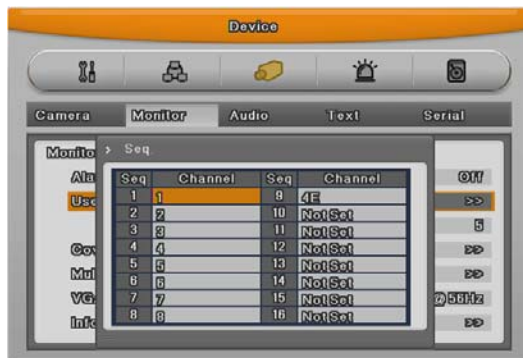 Device
Camera Monitor Audio Text Serial
Monito
> Seq.
Ala Off
Use >>
5
Cov >>
Mul >>
VGA @ 56Hz
Info >>
Seq Channel Seq Channel
1 1 9 4E
2 2 10 Not Set
3 3 11 Not Set
4 4 12 Not Set
5 5 13 Not Set
6 6 14 Not Set
7 7 15 Not Set
8 8 16 Not Set